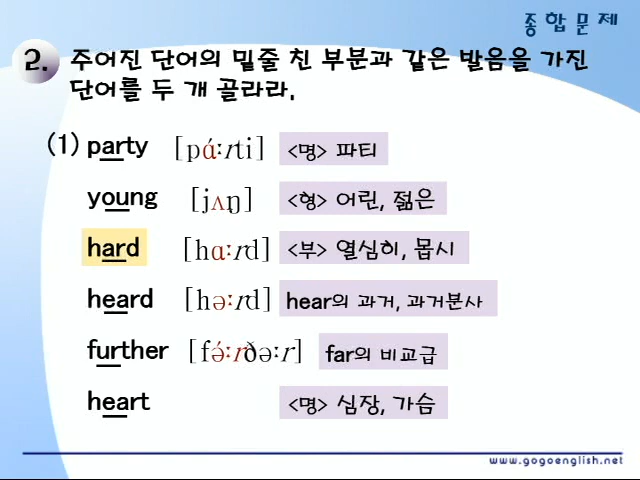 종합문제
2. 주어진 단어의 밑줄 친 부분과 같은 발음을 가진
단어를 두 개 골라라.
(1) party [pɑ́ːrti] <명> 파티
young [jʌŋ] <형> 어린, 젊은
hard [hɑːrd] <부> 열심히, 몹시
heard [həːrd] hear의 과거, 과거분사
further [fə́ːrðəːr] far의 비교급
heart <명> 심장, 가슴
www.gogoenglish.net